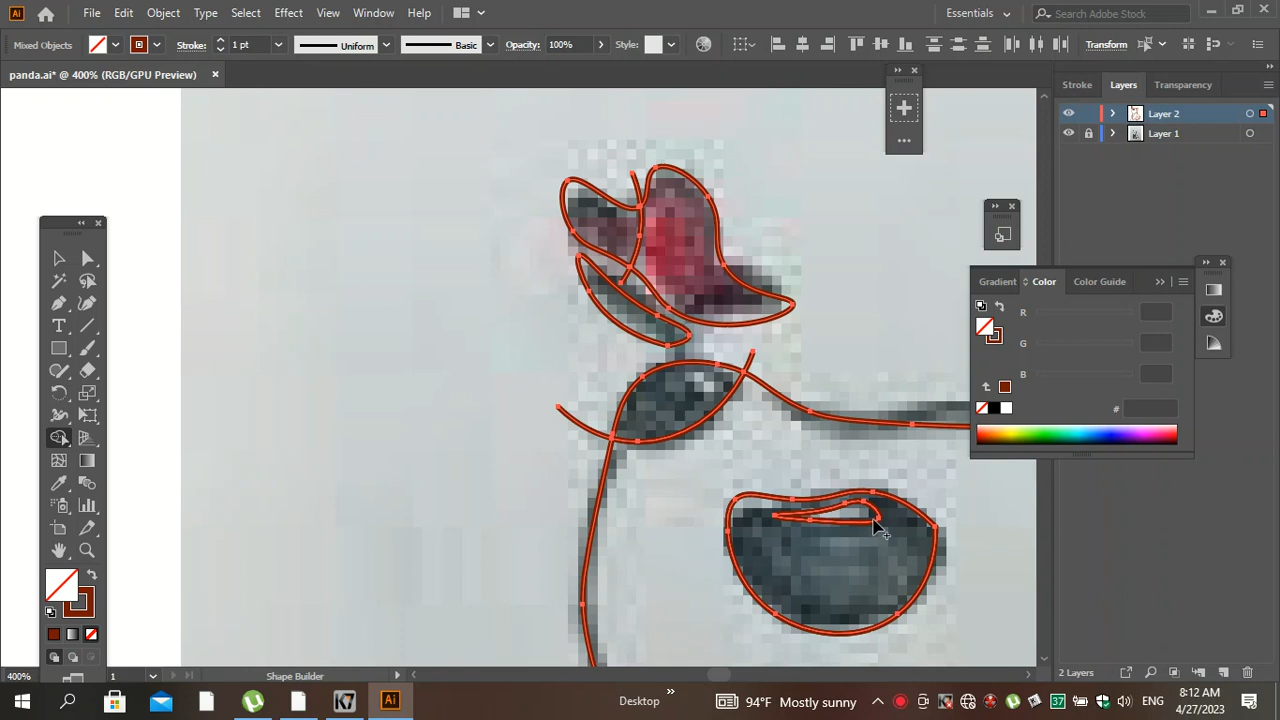 Ai File Edit Object Type Select Effect View Window Help Essentials Search Adobe Stock
Mixed Objects Stroke: 1 pt Uniform Basic Opacity: 100% Style: Transform
panda.ai* @ 400% (RGB/GPU Preview)
Stroke Layers Transparency
Layer 2
Layer 1
Gradient Color Color Guide
R
G
B
#
400% 1 Shape Builder 2 Layers
Ai Desktop 94°F Mostly sunny 37 ENG
8:12 AM
4/27/2023